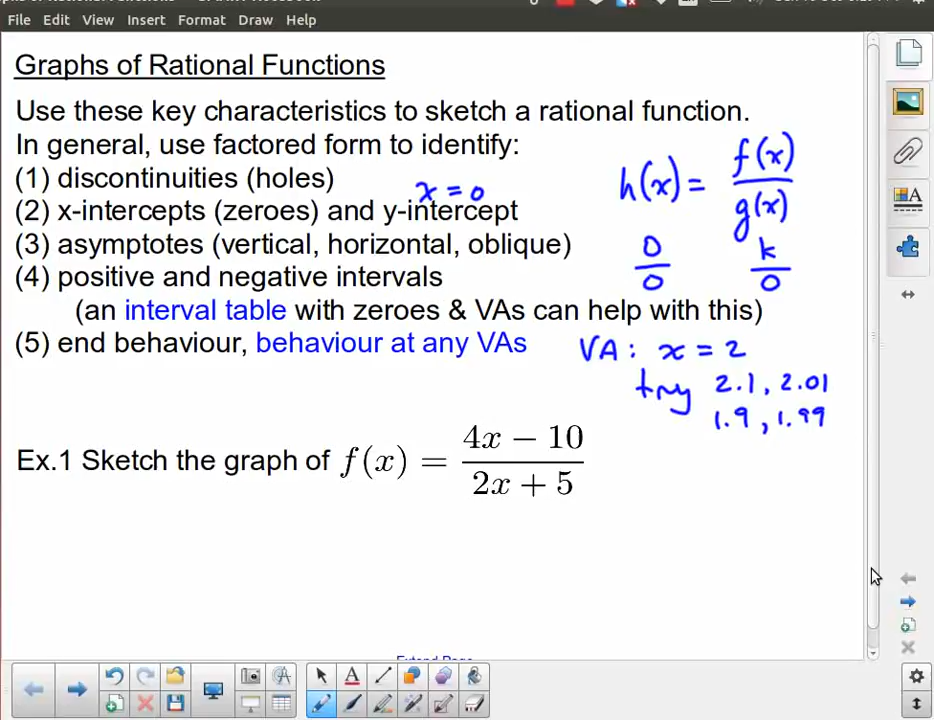 File Edit View Insert Format Draw Help
Graphs of Rational Functions
Use these key characteristics to sketch a rational function.
In general, use factored form to identify:
(1) discontinuities (holes)
x = 0
(2) x-intercepts (zeroes) and y-intercept
h(x) = f(x)/g(x)
(3) asymptotes (vertical, horizontal, oblique)
0/0 k/0
(4) positive and negative intervals
(an interval table with zeroes & VAs can help with this)
(5) end behaviour, behaviour at any VAs
VA: x = 2
try 2.1, 2.01
1.9, 1.99
Ex.1 Sketch the graph of f(x) = (4x − 10)/(2x + 5)
Extend Page